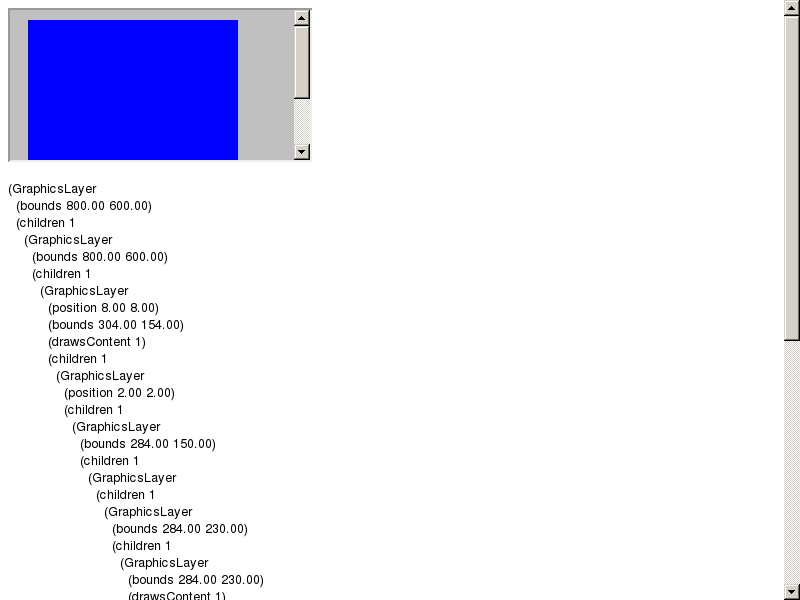 (GraphicsLayer
(bounds 800.00 600.00)
(children 1
(GraphicsLayer
(bounds 800.00 600.00)
(children 1
(GraphicsLayer
(position 8.00 8.00)
(bounds 304.00 154.00)
(drawsContent 1)
(children 1
(GraphicsLayer
(position 2.00 2.00)
(children 1
(GraphicsLayer
(bounds 284.00 150.00)
(children 1
(GraphicsLayer
(children 1
(GraphicsLayer
(bounds 284.00 230.00)
(children 1
(GraphicsLayer
(bounds 284.00 230.00)
(drawsContent 1)